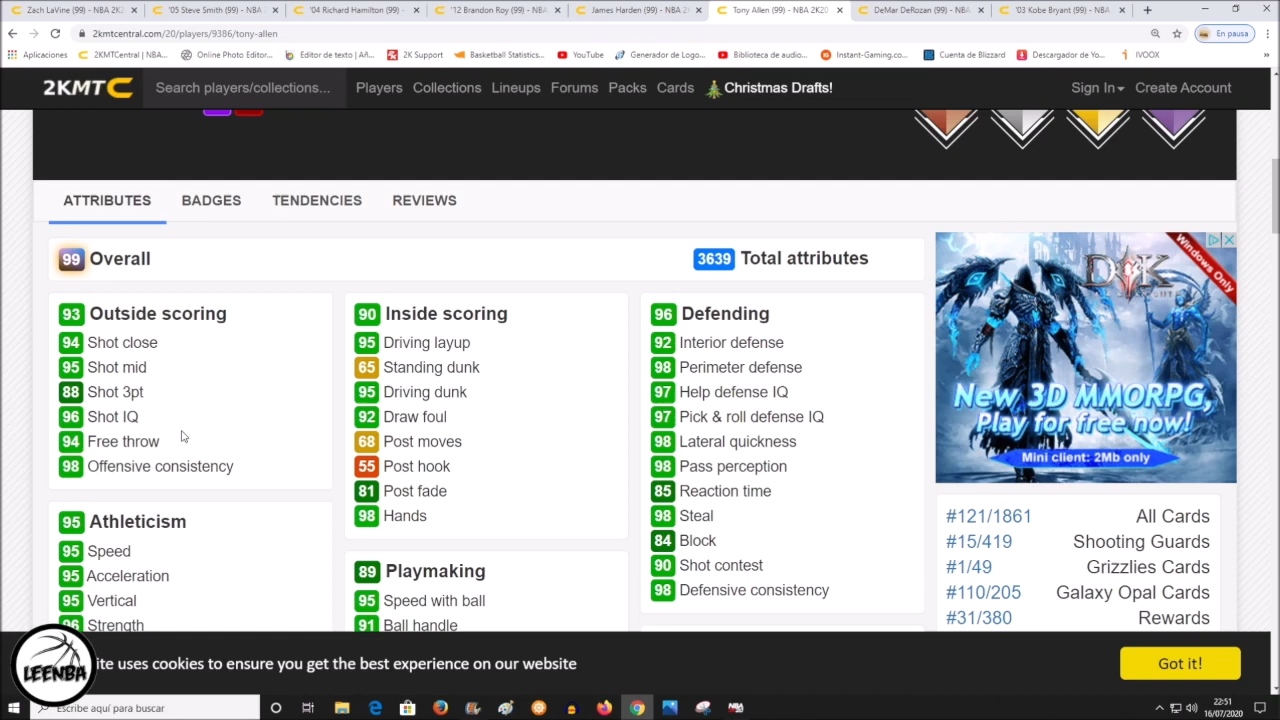 Zach LaVine (99) - NBA 2K2
'05 Steve Smith (99) - NBA
'04 Richard Hamilton (99) -
'12 Brandon Roy (99) - NBA
James Harden (99) - NBA 2
Tony Allen (99) - NBA 2K20
DeMar DeRozan (99) - NBA
'03 Kobe Bryant (99) - NBA
2kmtcentral.com/20/players/9386/tony-allen
En pausa
Aplicaciones
2KMTCentral | NBA...
Online Photo Editor...
Editor de texto | Añ...
2K Support
Basketball Statistics...
YouTube
Generador de Logo...
Biblioteca de audio...
Instant-Gaming.co...
Cuenta de Blizzard
Descargador de Yo...
IVOOX
2KMTC
Search players/collections...
Players
Collections
Lineups
Forums
Packs
Cards
Christmas Drafts!
Sign In
Create Account
ATTRIBUTES
BADGES
TENDENCIES
REVIEWS
99 Overall
3639 Total attributes
93 Outside scoring
94 Shot close
95 Shot mid
88 Shot 3pt
96 Shot IQ
94 Free throw
98 Offensive consistency
95 Athleticism
95 Speed
95 Acceleration
95 Vertical
96 Strength
90 Inside scoring
95 Driving layup
65 Standing dunk
95 Driving dunk
92 Draw foul
68 Post moves
55 Post hook
81 Post fade
98 Hands
89 Playmaking
95 Speed with ball
91 Ball handle
96 Defending
92 Interior defense
98 Perimeter defense
97 Help defense IQ
97 Pick & roll defense IQ
98 Lateral quickness
98 Pass perception
85 Reaction time
98 Steal
84 Block
90 Shot contest
98 Defensive consistency
Windows Only
New 3D MMORPG,
Play for free now!
Mini client: 2Mb only
#121/1861 All Cards
#15/419 Shooting Guards
#1/49 Grizzlies Cards
#110/205 Galaxy Opal Cards
#31/380 Rewards
ite uses cookies to ensure you get the best experience on our website
Got it!
LEENBA
Escribe aquí para buscar
22:51
16/07/2020